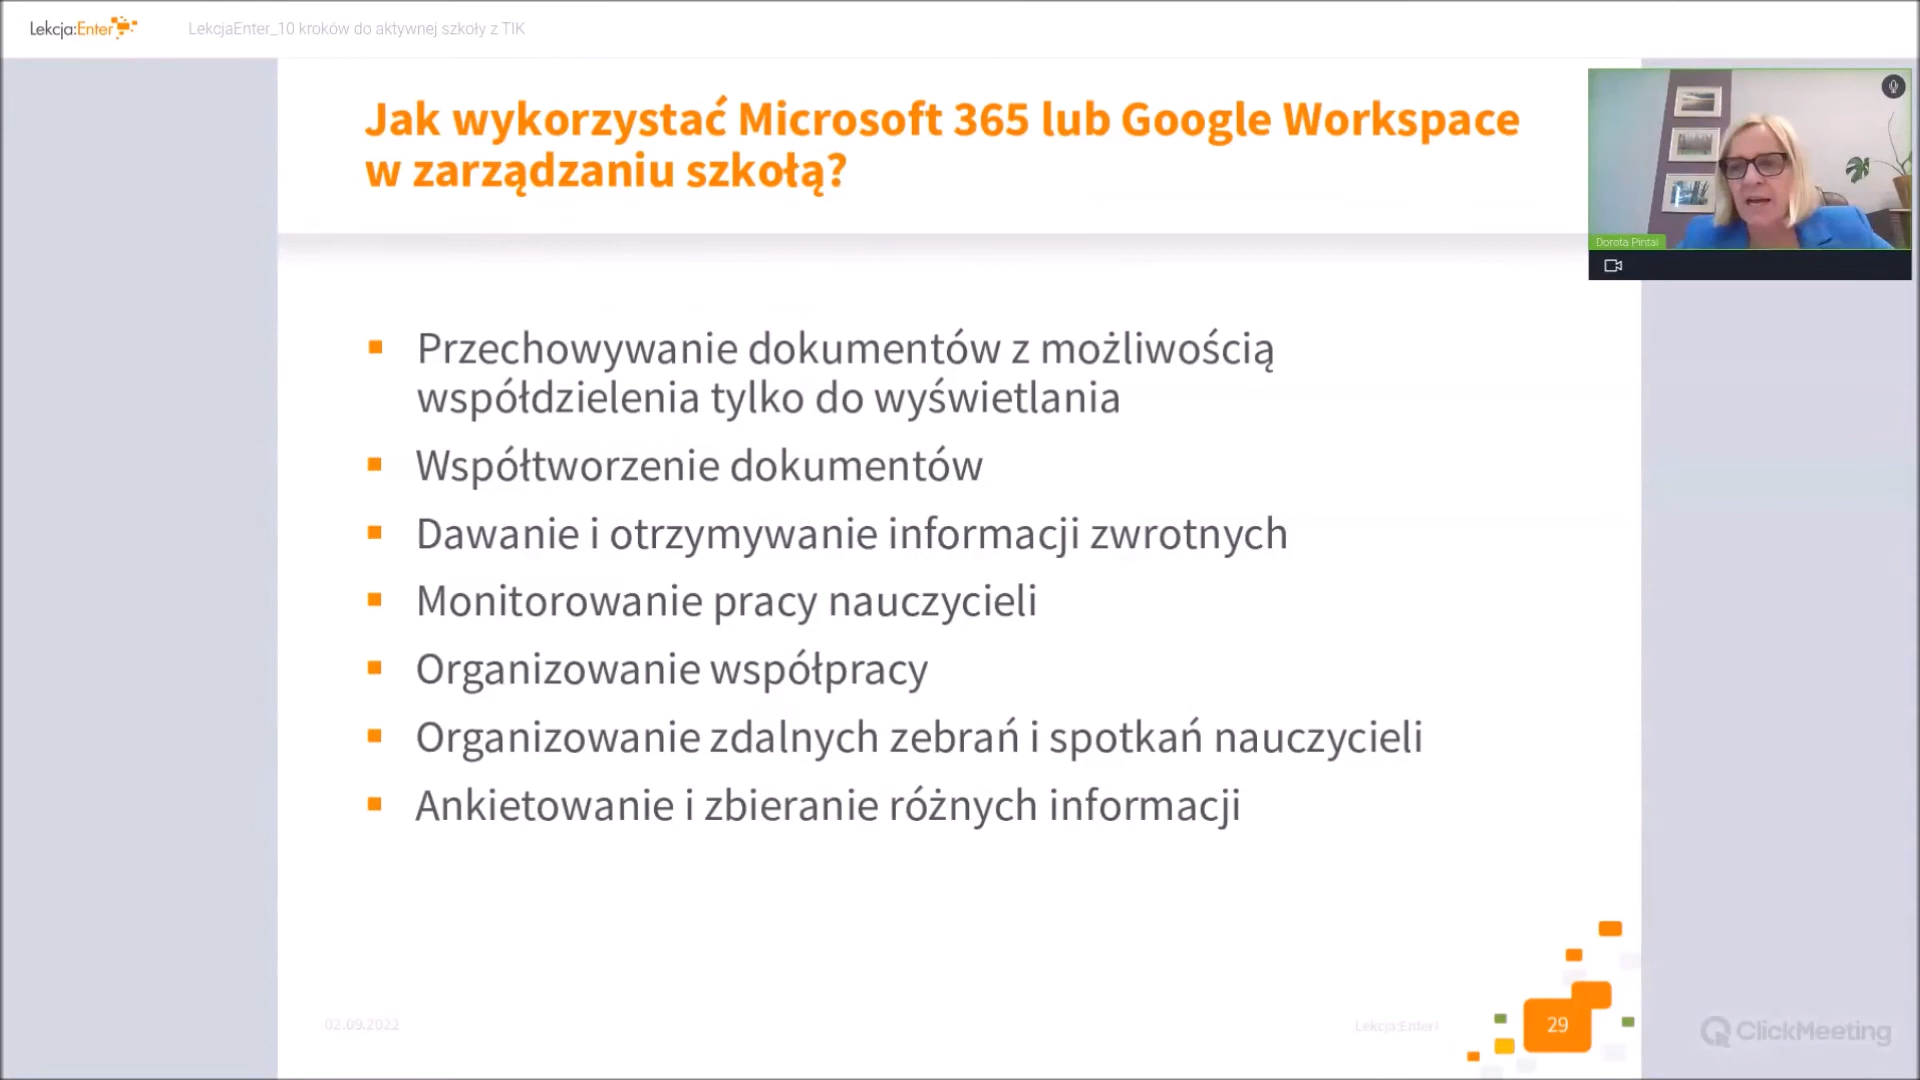 Lekcja:Enter
LekcjaEnter_10 kroków do aktywnej szkoły z TIK
Jak wykorzystać Microsoft 365 lub Google Workspace
w zarządzaniu szkołą?
Dorota Pintal
Przechowywanie dokumentów z możliwością
współdzielenia tylko do wyświetlania
Współtworzenie dokumentów
Dawanie i otrzymywanie informacji zwrotnych
Monitorowanie pracy nauczycieli
Organizowanie współpracy
Organizowanie zdalnych zebrań i spotkań nauczycieli
Ankietowanie i zbieranie różnych informacji
02.09.2022
Lekcja:Enter!
29
ClickMeeting